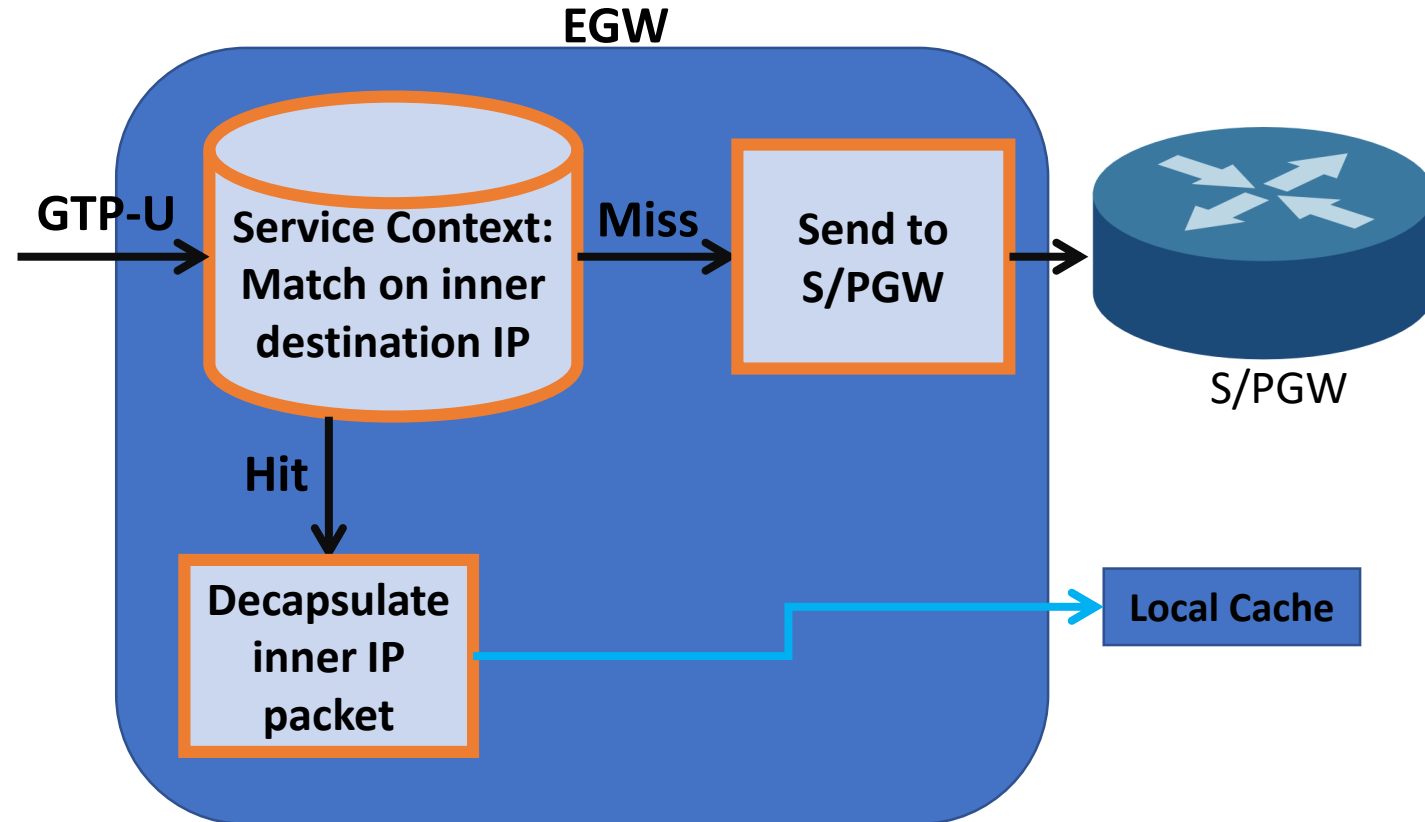 EGW
GTP-U
Service Context:
Match on inner
destination IP
Miss
Send to
S/PGW
S/PGW
Hit
Decapsulate
inner IP
packet
Local Cache